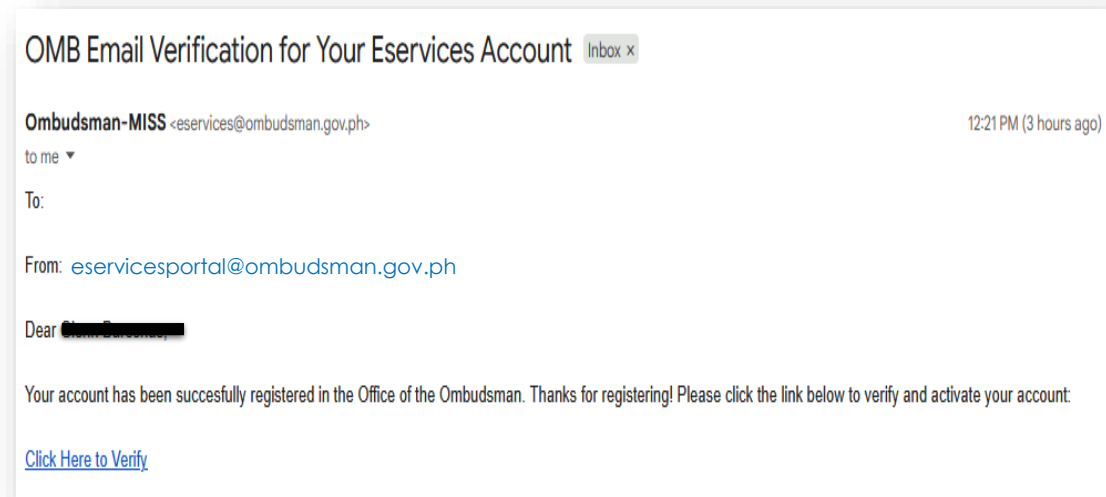 OMB Email Verification for Your Eservices Account Inbox x
Ombudsman-MISS <eservices@ombudsman.gov.ph> 12:21 PM (3 hours ago)
to me
To:
From: eservicesportal@ombudsman.gov.ph
Dear
Your account has been succesfully registered in the Office of the Ombudsman. Thanks for registering! Please click the link below to verify and activate your account:
Click Here to Verify